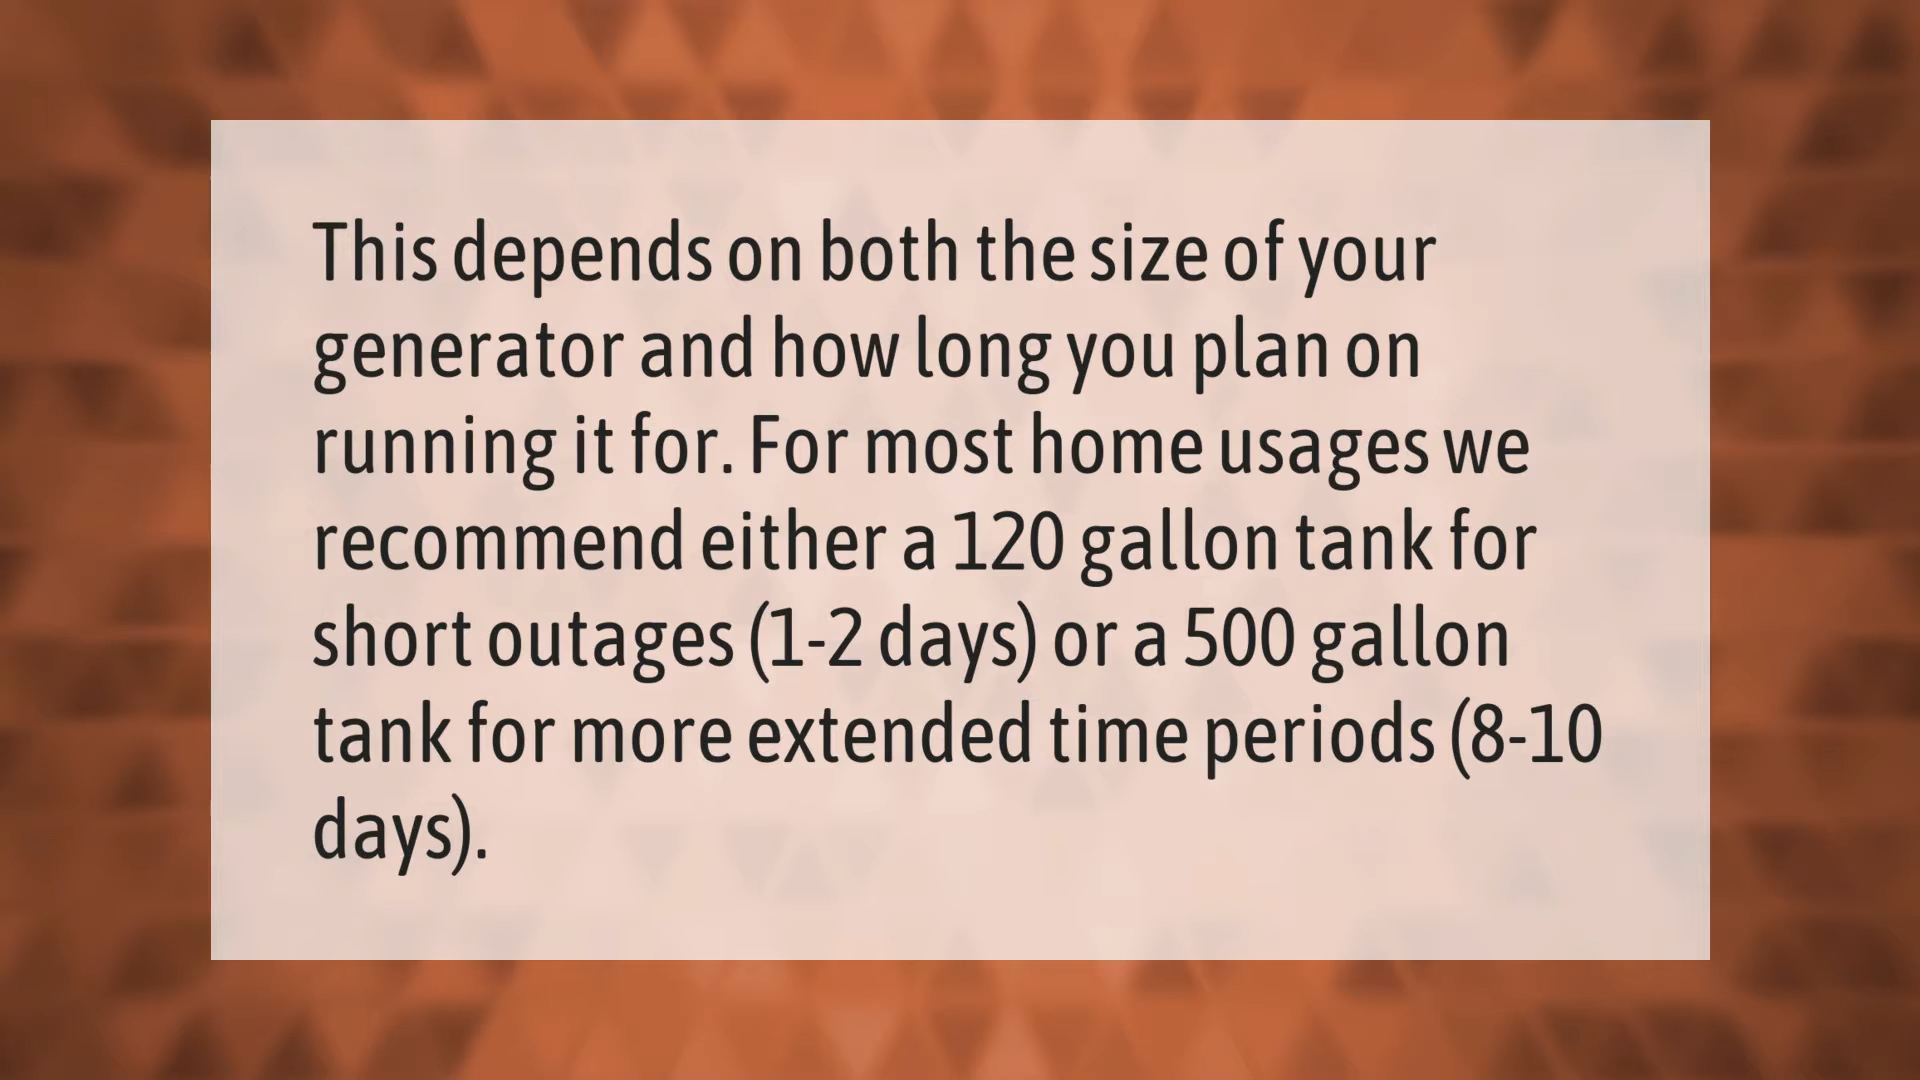 This depends on both the size of your
generator and how long you plan on
running it for. For most home usages we
recommend either a 120 gallon tank for
short outages (1-2 days) or a 500 gallon
tank for more extended time periods (8-10
days).